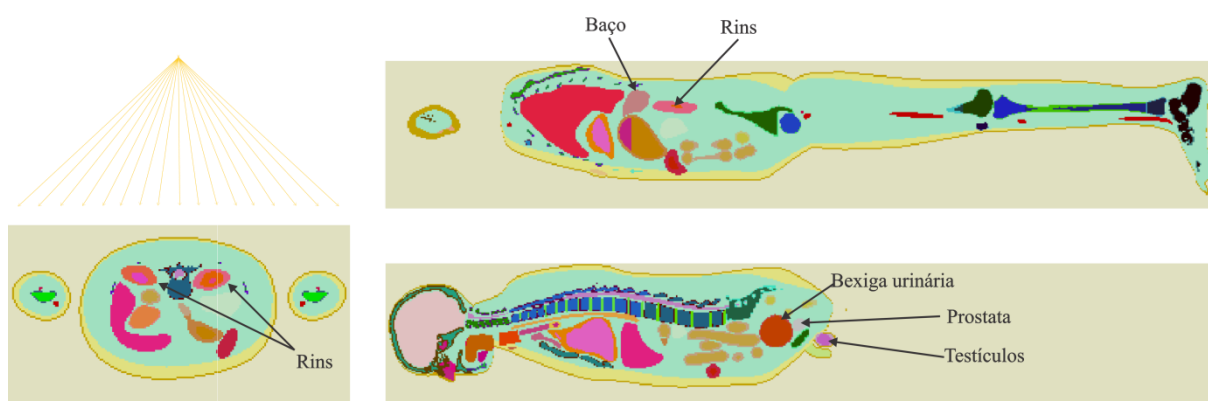 Baço
Rins
Rins
Bexiga urinária
Prostata
Testículos